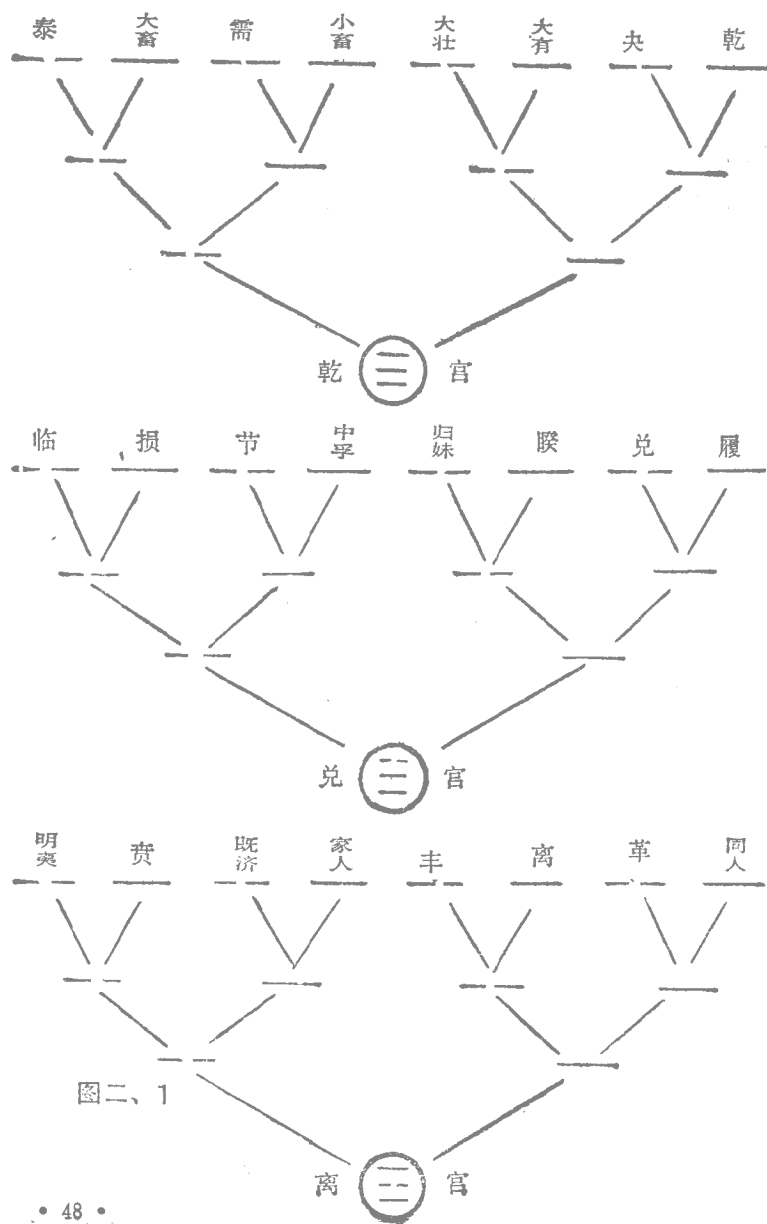 泰 大畜 需 小畜 大壮 大有 夬 乾
乾 宫
临 损 节 中孚 归妹 睽 兑 履
兑 宫
明夷 贲 既济 家人 丰 离 革 同人
图二、1
离 宫
• 48 •